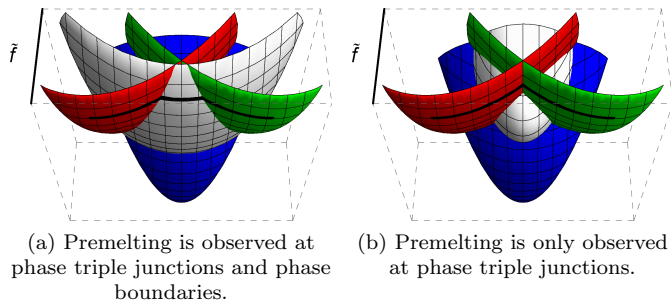 f̃
f̃
(a) Premelting is observed at
phase triple junctions and phase
boundaries.
(b) Premelting is only observed
at phase triple junctions.